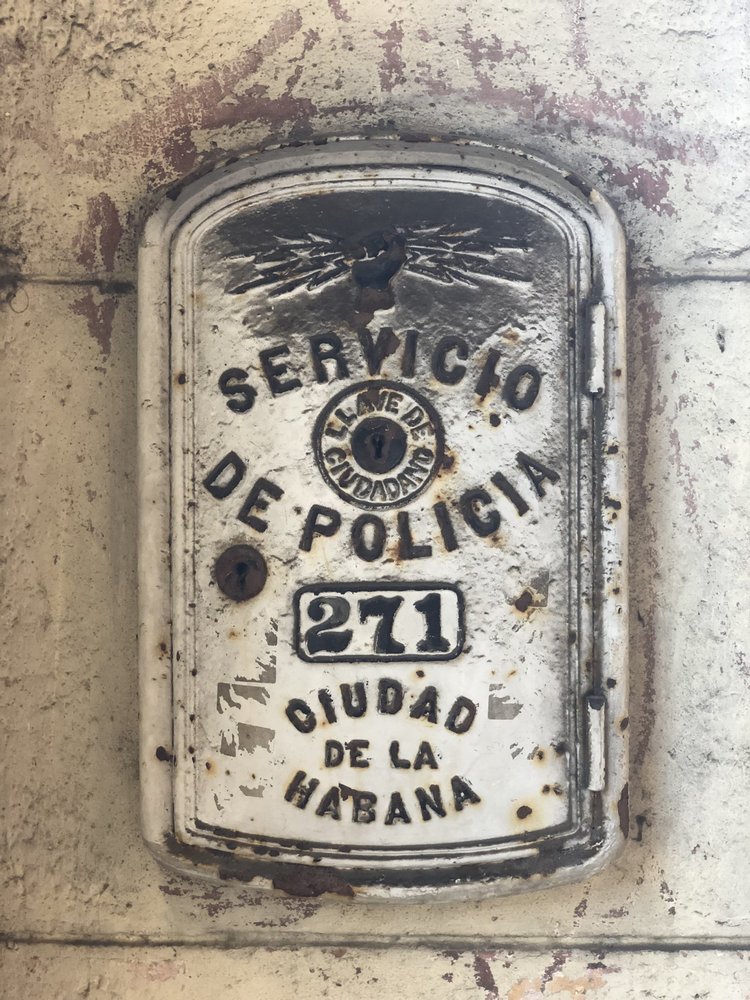 SERVICIO
LLAVE DE
CIUDADANO
DE POLICIA
271
CIUDAD
DE LA
HABANA